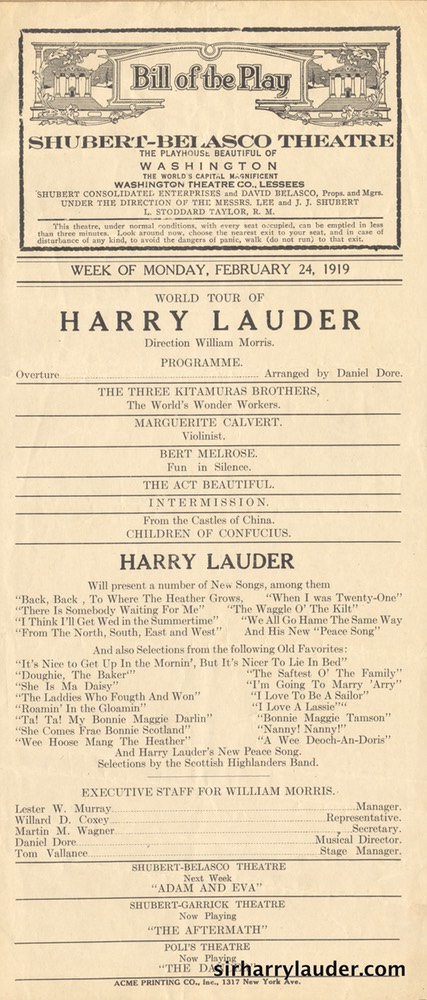 Bill of the Play
SHUBERT-BELASCO THEATRE
THE PLAYHOUSE BEAUTIFUL OF
WASHINGTON
THE WORLD'S CAPITAL MAGNIFICENT
WASHINGTON THEATRE CO., LESSEES
SHUBERT CONSOLIDATED ENTERPRISES and DAVID BELASCO, Props. and Mgrs.
UNDER THE DIRECTION OF THE MESSRS. LEE and J. J. SHUBERT
L. STODDARD TAYLOR, R. M.
This theatre, under normal conditions, with every seat occupied, can be emptied in less
than three minutes. Look around now, choose the nearest exit to your seat, and in case of
disturbance of any kind, to avoid the dangers of panic, walk (do not run) to that exit.
WEEK OF MONDAY, FEBRUARY 24, 1919
WORLD TOUR OF
HARRY LAUDER
Direction William Morris.
PROGRAMME.
Overture Arranged by Daniel Dore.
THE THREE KITAMURAS BROTHERS,
The World's Wonder Workers.
MARGUERITE CALVERT.
Violinist.
BERT MELROSE.
Fun in Silence.
THE ACT BEAUTIFUL.
INTERMISSION.
From the Castles of China.
CHILDREN OF CONFUCIUS.
HARRY LAUDER
Will present a number of New Songs, among them
"Back, Back , To Where The Heather Grows, "When I was Twenty-One"
"There Is Somebody Waiting For Me" "The Waggle O' The Kilt"
"I Think I'll Get Wed in the Summertime" "We All Go Hame The Same Way
"From The North, South, East and West" And His New "Peace Song"
And also Selections from the following Old Favorites:
"It's Nice to Get Up In the Mornin', But It's Nicer To Lie In Bed"
"Doughie, The Baker'" "The Saftest O' The Family"
"She Is Ma Daisy" "I'm Going To Marry 'Arry"
"The Laddies Who Fougth And Won" "I Love To Be A Sailor"
"Roamin' In the Gloamin" "I Love A Lassie""
"Ta! Ta! My Bonnie Maggie Darlin" "Bonnie Maggie Tamson"
"She Comes Frae Bonnie Scotland" "Nanny! Nanny!"
"Wee Hoose Mang The Heather" "A Wee Deoch-An-Doris"
And Harry Lauder's New Peace Song.
Selections by the Scottish Highlanders Band.
EXECUTIVE STAFF FOR WILLIAM MORRIS.
Lester W. Murray Manager.
Willard D. Coxey Representative.
Martin M. Wagner Secretary.
Daniel Dore Musical Director.
Tom Vallance Stage Manager.
SHUBERT-BELASCO THEATRE
Next Week
"ADAM AND EVA"
SHUBERT-GARRICK THEATRE
Now Playing
"THE AFTERMATH"
POLI'S THEATRE
Now Playing
"THE
sirharrylauder.com
ACME PRINTING CO., Inc., 1317 New York Ave.